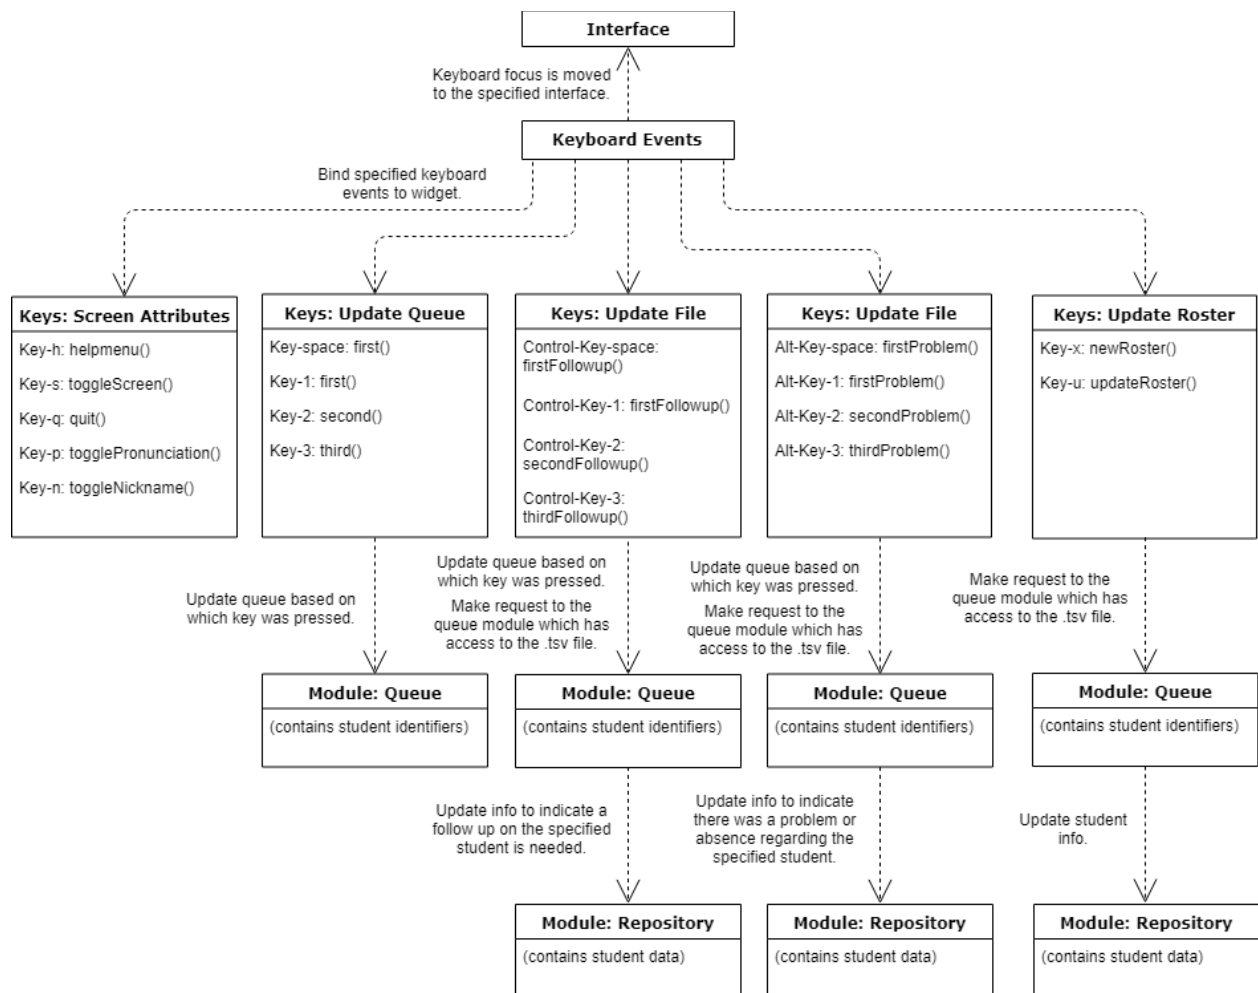 Interface
Keyboard focus is moved
to the specified interface.
Keyboard Events
Bind specified keyboard
events to widget.
Keys: Screen Attributes
Key-h: helpmenu()
Key-s: toggleScreen()
Key-q: quit()
Key-p: togglePronunciation()
Key-n: toggleNickname()
Keys: Update Queue
Key-space: first()
Key-1: first()
Key-2: second()
Key-3: third()
Keys: Update File
Control-Key-space:
firstFollowup()
Control-Key-1: firstFollowup()
Control-Key-2:
secondFollowup()
Control-Key-3:
thirdFollowup()
Keys: Update File
Alt-Key-space: firstProblem()
Alt-Key-1: firstProblem()
Alt-Key-2: secondProblem()
Alt-Key-3: thirdProblem()
Keys: Update Roster
Key-x: newRoster()
Key-u: updateRoster()
Update queue based on
which key was pressed.
Update queue based on
which key was pressed.
Make request to the
queue module which has
access to the .tsv file.
Update queue based on
which key was pressed.
Make request to the
queue module which has
access to the .tsv file.
Make request to the
queue module which has
access to the .tsv file.
Module: Queue
(contains student identifiers)
Module: Queue
(contains student identifiers)
Module: Queue
(contains student identifiers)
Module: Queue
(contains student identifiers)
Update info to indicate a
follow up on the specified
student is needed.
Update info to indicate
there was a problem or
absence regarding the
specified student.
Update student
info.
Module: Repository
(contains student data)
Module: Repository
(contains student data)
Module: Repository
(contains student data)